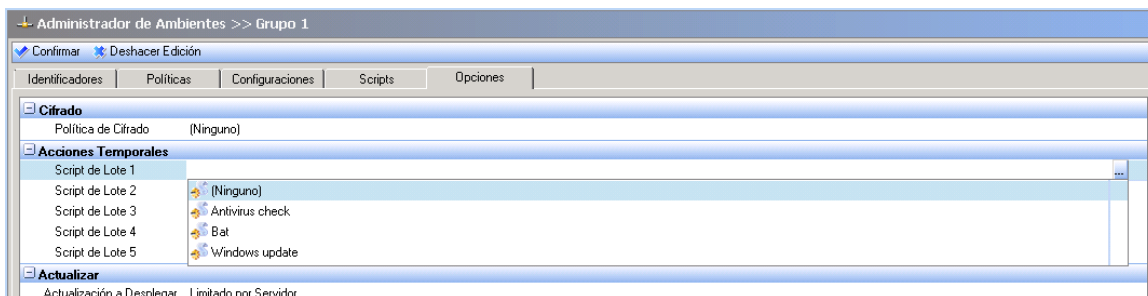 Administrador de Ambientes >> Grupo 1
Confirmar Deshacer Edición
Identificadores Políticas Configuraciones Scripts Opciones
Cifrado
Política de Cifrado (Ninguno)
Acciones Temporales
Script de Lote 1 ...
Script de Lote 2 (Ninguno)
Script de Lote 3 Antivirus check
Script de Lote 4 Bat
Script de Lote 5 Windows update
Actualizar
Actualización a Desplegar Limitado por Servidor